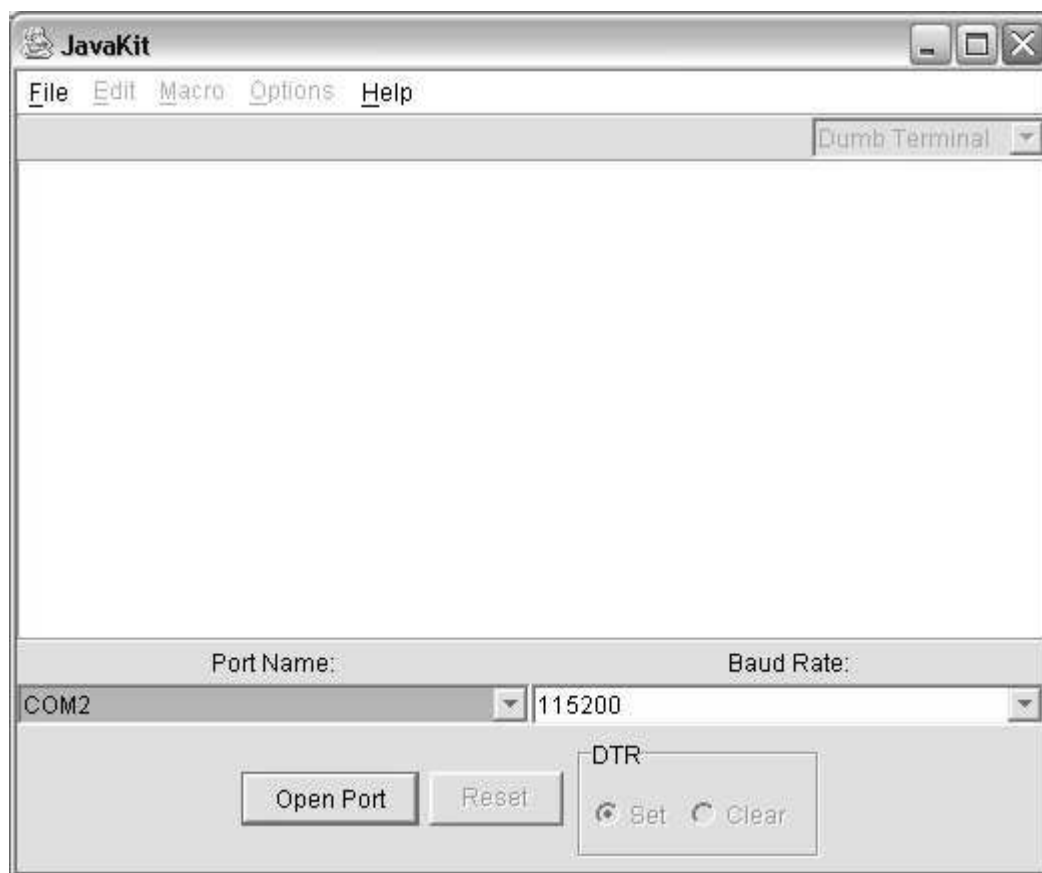 JavaKit
File Edit Macro Options Help
Dumb Terminal
Port Name: Baud Rate:
COM2 115200
DTR
Open Port Reset Set Clear